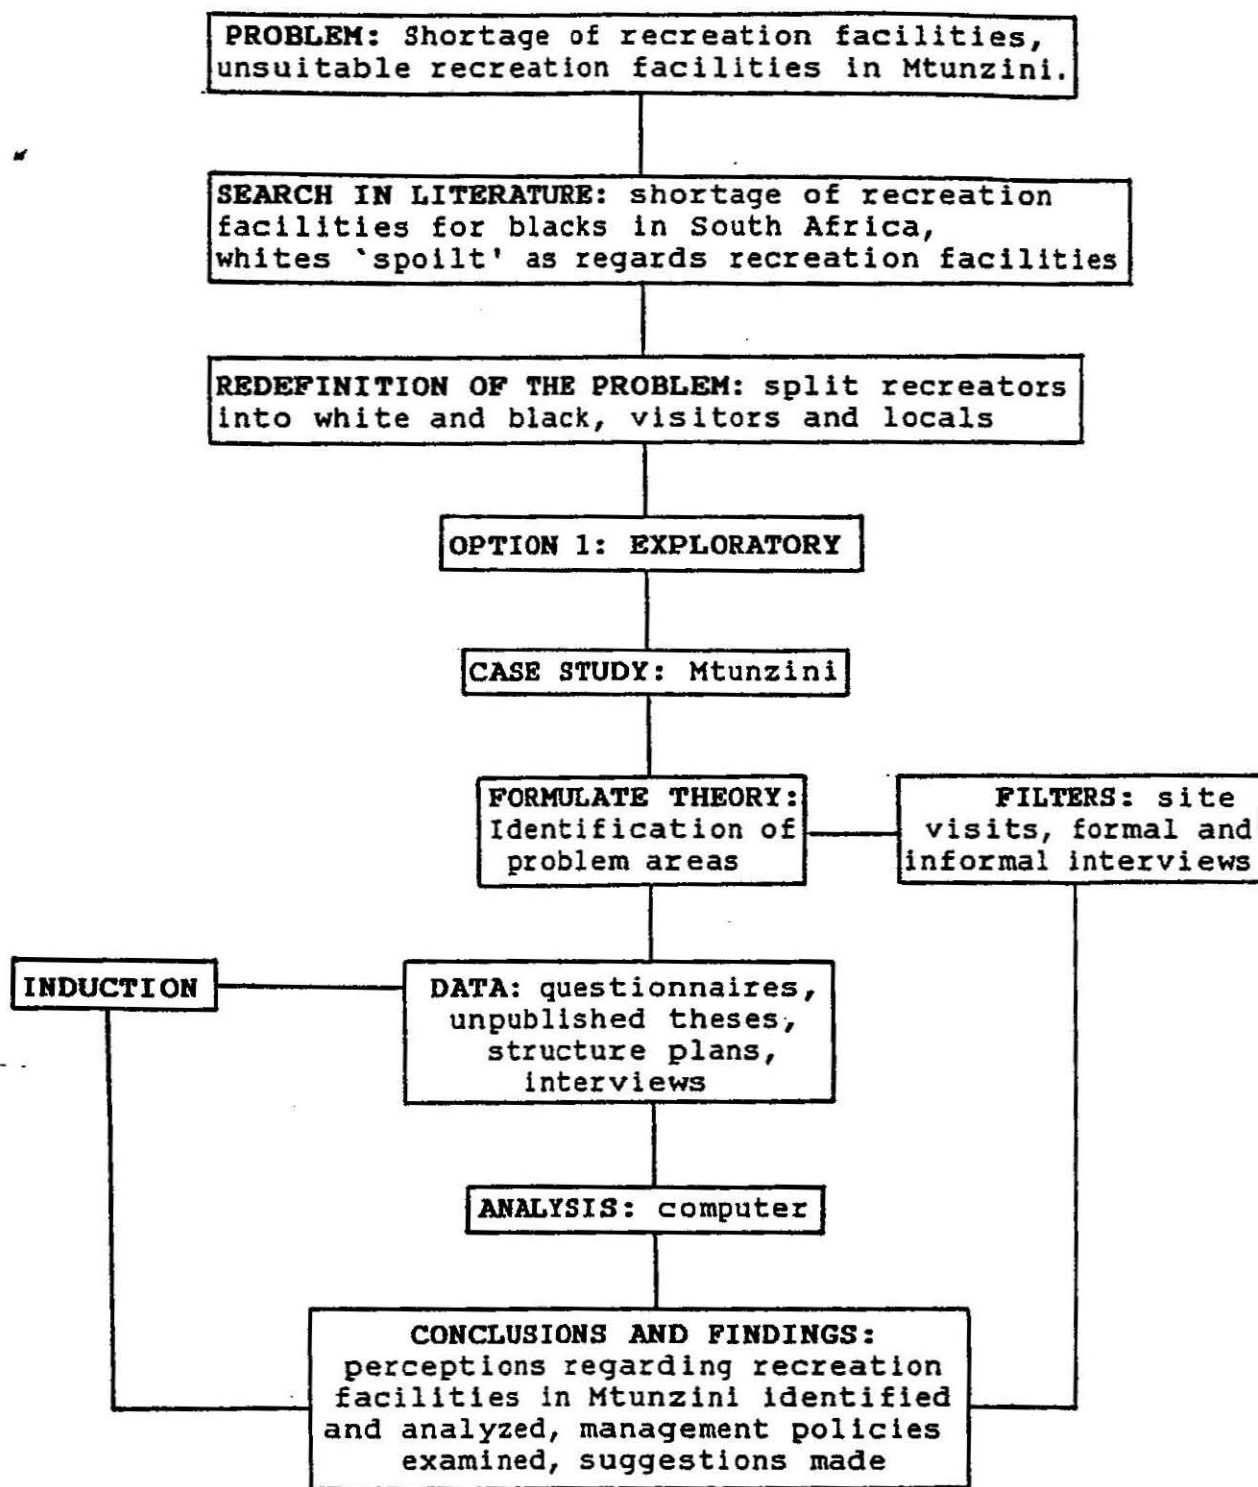 PROBLEM: Shortage of recreation facilities,
unsuitable recreation facilities in Mtunzini.
SEARCH IN LITERATURE: shortage of recreation
facilities for blacks in South Africa,
whites `spoilt' as regards recreation facilities
REDEFINITION OF THE PROBLEM: split recreators
into white and black, visitors and locals
OPTION 1: EXPLORATORY
CASE STUDY: Mtunzini
FORMULATE THEORY:
Identification of
problem areas
FILTERS: site
visits, formal and
informal interviews
INDUCTION
DATA: questionnaires,
unpublished theses,
structure plans,
interviews
ANALYSIS: computer
CONCLUSIONS AND FINDINGS:
perceptions regarding recreation
facilities in Mtunzini identified
and analyzed, management policies
examined, suggestions made